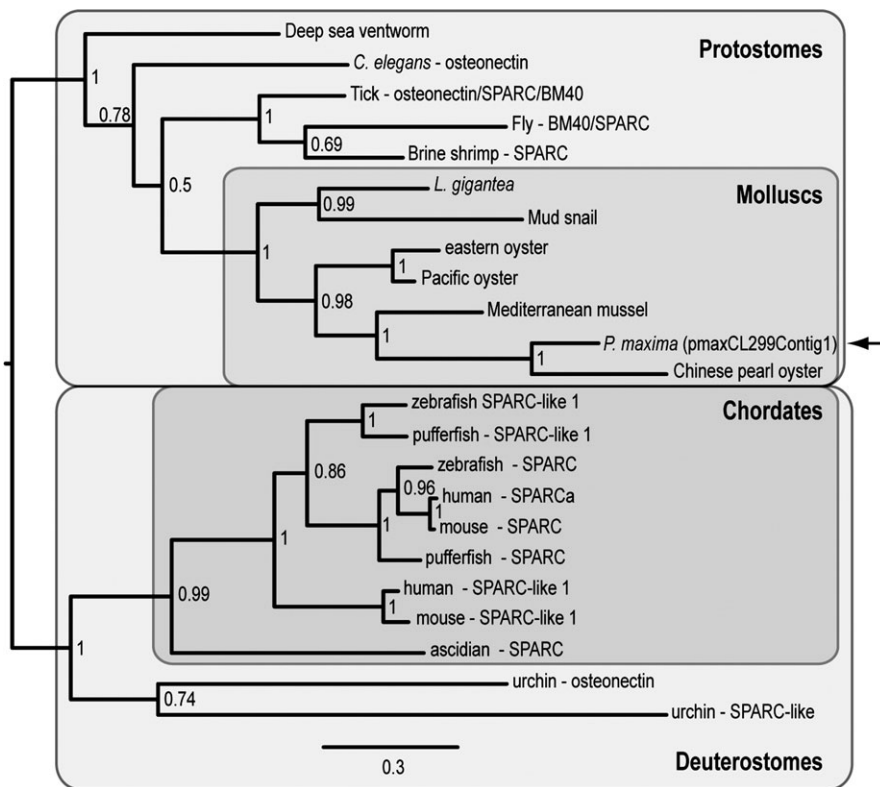 Deep sea ventworm
Protostomes
1
C. elegans - osteonectin
0.78
Tick - osteonectin/SPARC/BM40
1
Fly - BM40/SPARC
0.69
Brine shrimp - SPARC
0.5
L. gigantea
Molluscs
0.99
Mud snail
1
eastern oyster
1
Pacific oyster
0.98
Mediterranean mussel
1
P. maxima (pmaxCL299Contig1)
1
Chinese pearl oyster
zebrafish SPARC-like 1
Chordates
1
pufferfish - SPARC-like 1
0.86
zebrafish - SPARC
0.96
human - SPARCa
1
mouse - SPARC
1
1
pufferfish - SPARC
human - SPARC-like 1
0.99
1
mouse - SPARC-like 1
1
ascidian - SPARC
urchin - osteonectin
0.74
urchin - SPARC-like
0.3
Deuterostomes